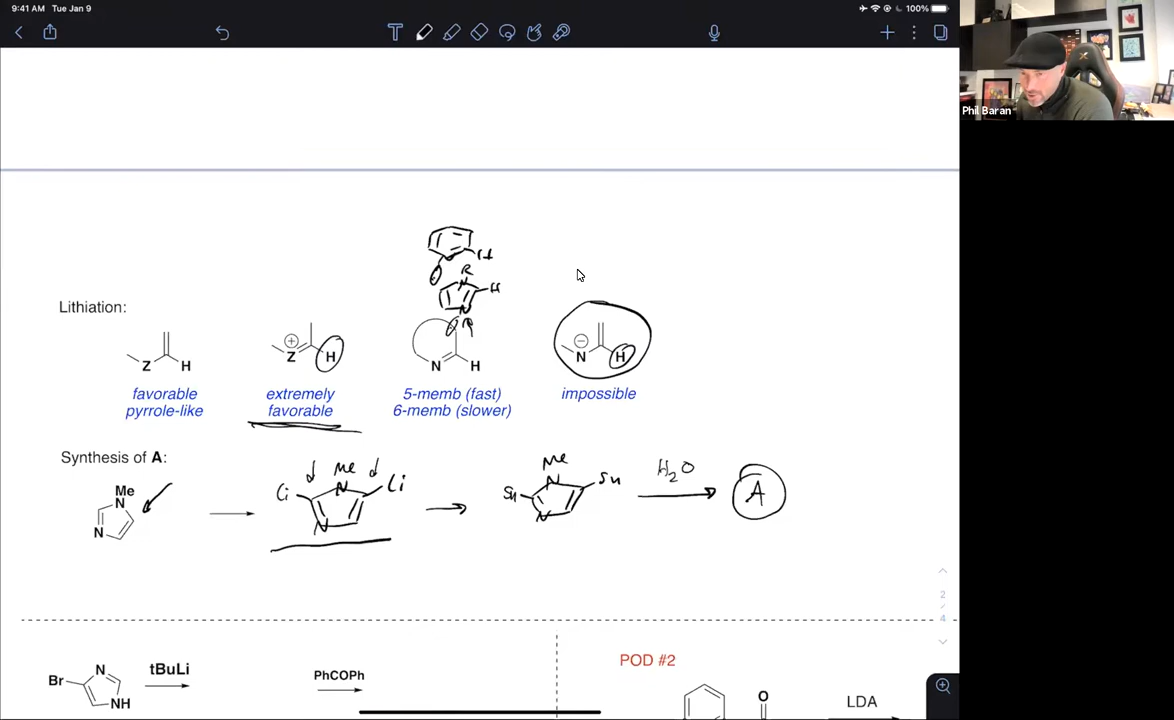 9:41 AM Tue Jan 9
100%
Phil Baran
H
R
N
H
N
Lithiation:
Z H
Z H
N H
N H
favorable
pyrrole-like
extremely
favorable
5-memb (fast)
6-memb (slower)
impossible
Synthesis of A:
Me
N
N
Li
Me
Li
N
N
Me
Sn
Sn
N
N
H2O
A
2
/
4
Br
N
NH
tBuLi
PhCOPh
POD #2
O
LDA